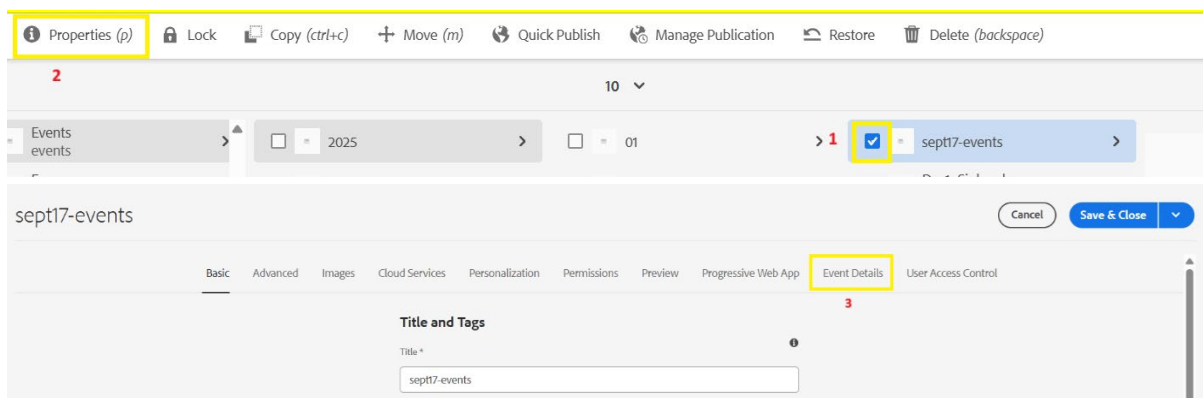 Properties (p) Lock Copy (ctrl+c) Move (m) Quick Publish Manage Publication Restore Delete (backspace)
2
10
Events
events
2025 01 1 sept17-events
sept17-events Cancel Save & Close
Basic Advanced Images Cloud Services Personalization Permissions Preview Progressive Web App Event Details User Access Control
3
Title and Tags
Title *
sept17-events